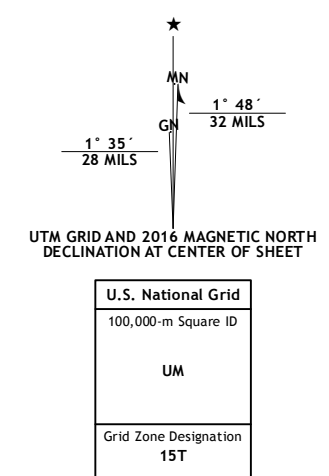 MN
1° 48´
GN
32 MILS
1° 35´
28 MILS
UTM GRID AND 2016 MAGNETIC NORTH
DECLINATION AT CENTER OF SHEET
U.S. National Grid
100,000-m Square ID
UM
Grid Zone Designation
15T